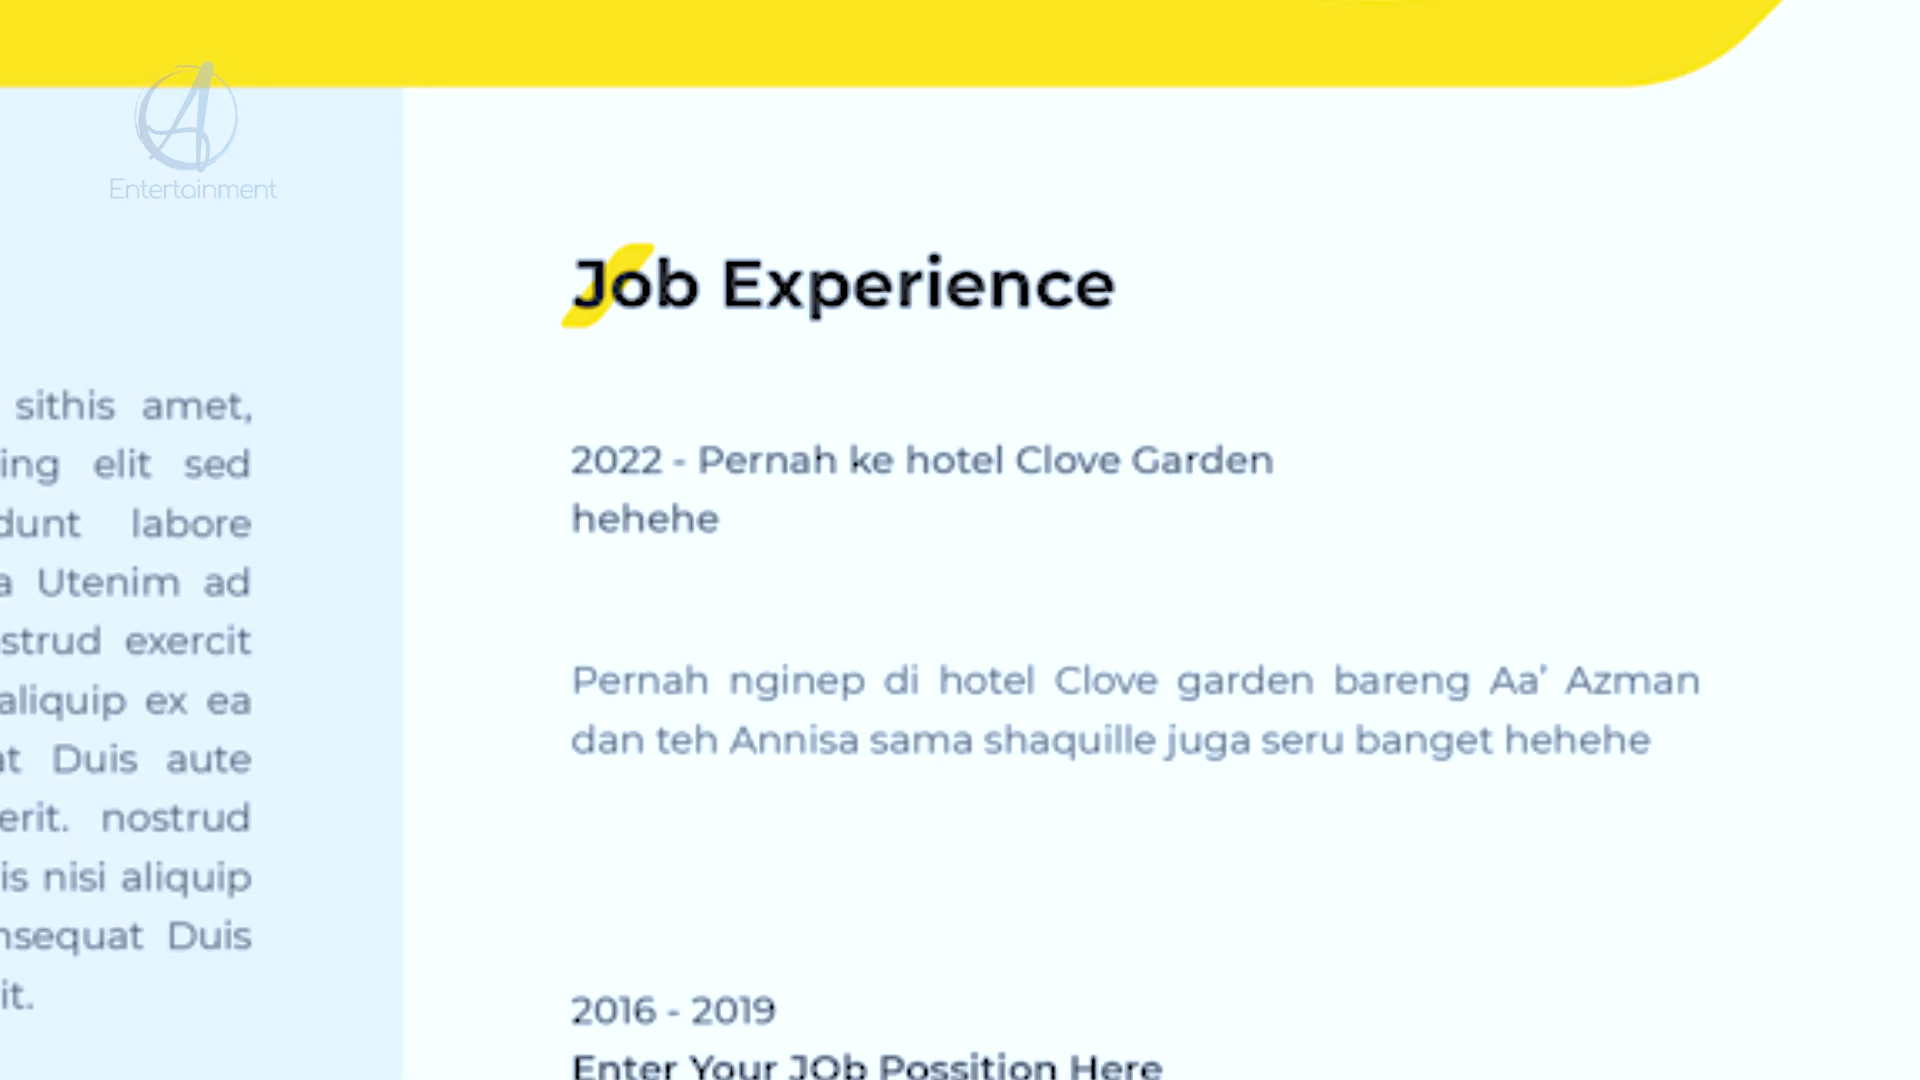 A
Entertainment
sithis amet,
ing elit sed
dunt labore
a Utenim ad
strud exercit
aliquip ex ea
at Duis aute
erit. nostrud
is nisi aliquip
nsequat Duis
it.
Job Experience
2022 - Pernah ke hotel Clove Garden
hehehe
Pernah nginep di hotel Clove garden bareng Aa’ Azman
dan teh Annisa sama shaquille juga seru banget hehehe
2016 - 2019
Enter Your JOb Possition Here